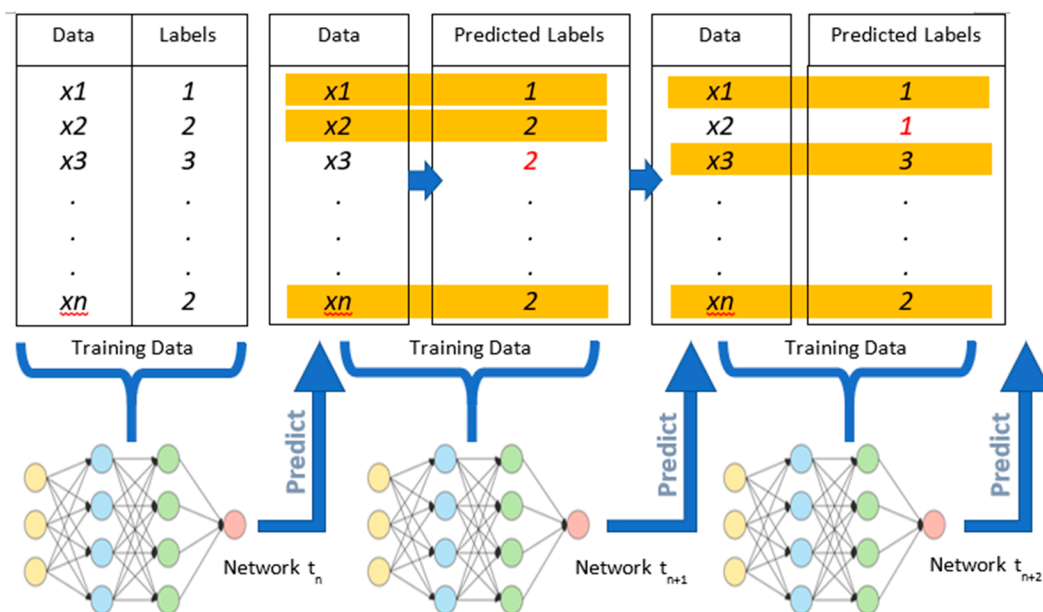 Data Labels Data Predicted Labels Data Predicted Labels
x1 1 x1 1 x1 1
x2 2 x2 2 x2 1
x3 3 x3 2 x3 3
. . . . . .
. . . . . .
. . . . . .
xn 2 xn 2 xn 2
Training Data Training Data Training Data
Predict Predict Predict
Network tn Network tn+1 Network tn+2